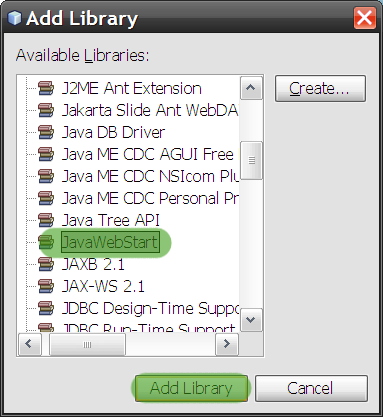 Add Library
Available Libraries:
J2ME Ant Extension
Create...
Jakarta Slide Ant WebDA
Java DB Driver
Java ME CDC AGUI Free
Java ME CDC NSIcom Plu
Java ME CDC Personal Pr
Java Tree API
JavaWebStart
JAXB 2.1
JAX-WS 2.1
JDBC Design-Time Suppo
JDBC Run-Time Support
Add Library
Cancel